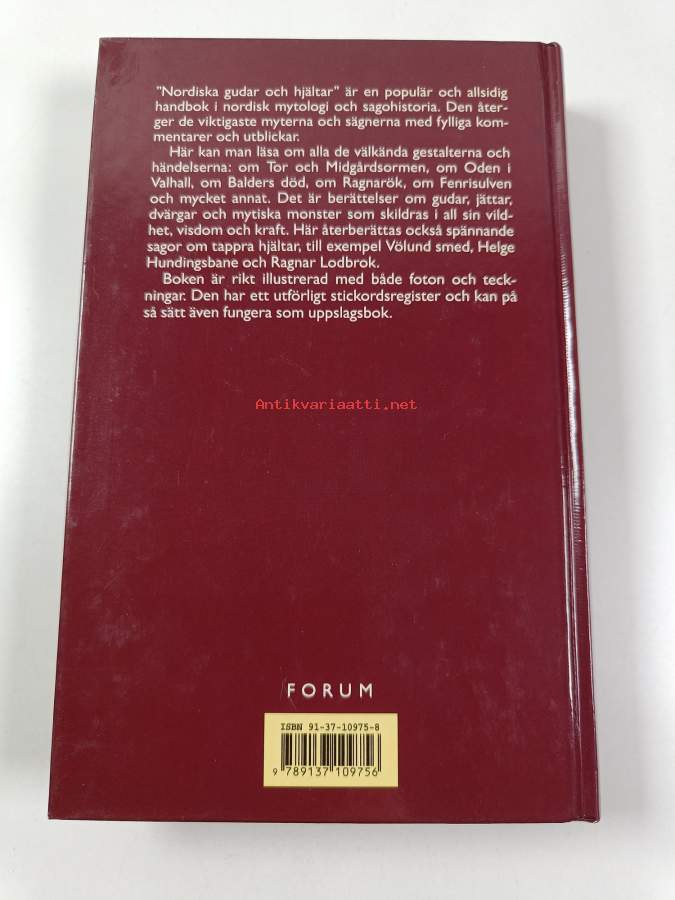 "Nordiska gudar och hjältar" är en populär och allsidig
handbok i nordisk mytologi och sagohistoria. Den åter-
ger de viktigaste myterna och sägnerna med fylliga kom-
mentarer och utblickar.
Här kan man läsa om alla de välkända gestalterna och
händelserna: om Tor och Midgårdsormen, om Oden i
Valhall, om Balders död, om Ragnarök, om Fenrisulven
och mycket annat. Det är berättelser om gudar, jättar,
dvärgar och mytiska monster som skildras i all sin vild-
het, visdom och kraft. Här återberättas också spännande
sagor om tappra hjältar, till exempel Völund smed, Helge
Hundingsbane och Ragnar Lodbrok.
Boken är rikt illustrerad med både foton och teck-
ningar. Den har ett utförligt stickordsregister och kan på
så sätt även fungera som uppslagsbok.
Antikvariaatti.net
FORUM
ISBN 91-37-10975-8
9 789137 109756